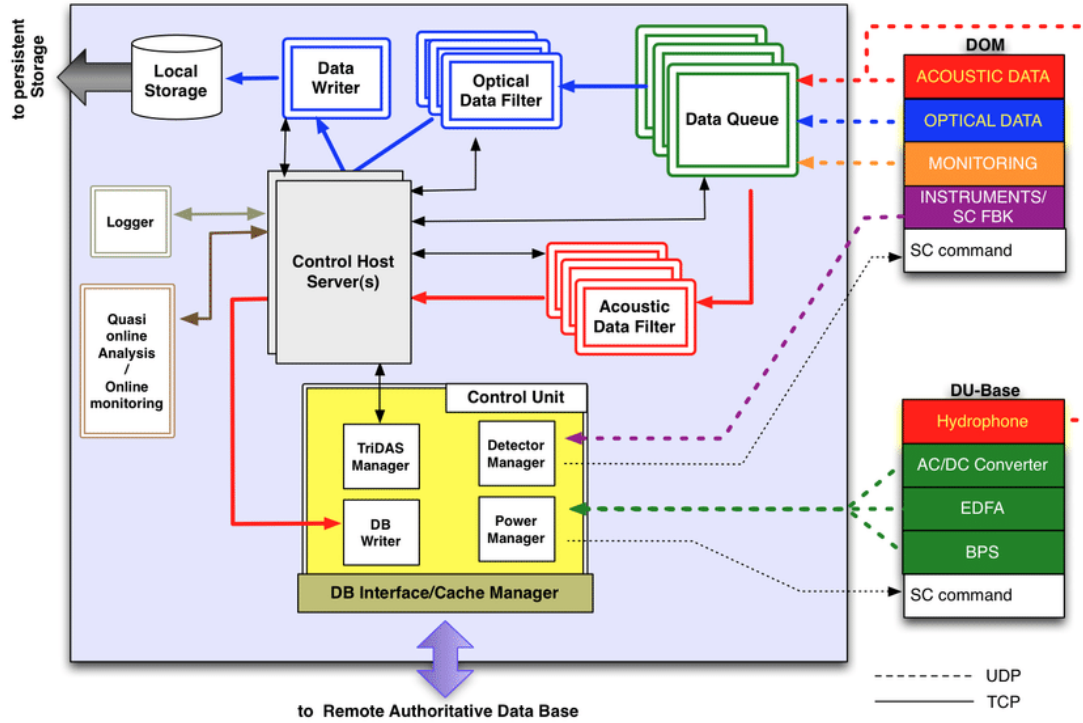 to persistent
Storage
Local
Storage
Data
Writer
Optical
Data Filter
Data Queue
DOM
ACOUSTIC DATA
OPTICAL DATA
MONITORING
INSTRUMENTS/
SC FBK
SC command
Logger
Control Host
Server(s)
Quasi
online
Analysis
/
Online
monitoring
Acoustic
Data Filter
Control Unit
TriDAS
Manager
Detector
Manager
DB
Writer
Power
Manager
DB Interface/Cache Manager
DU-Base
Hydrophone
AC/DC Converter
EDFA
BPS
SC command
UDP
TCP
to Remote Authoritative Data Base